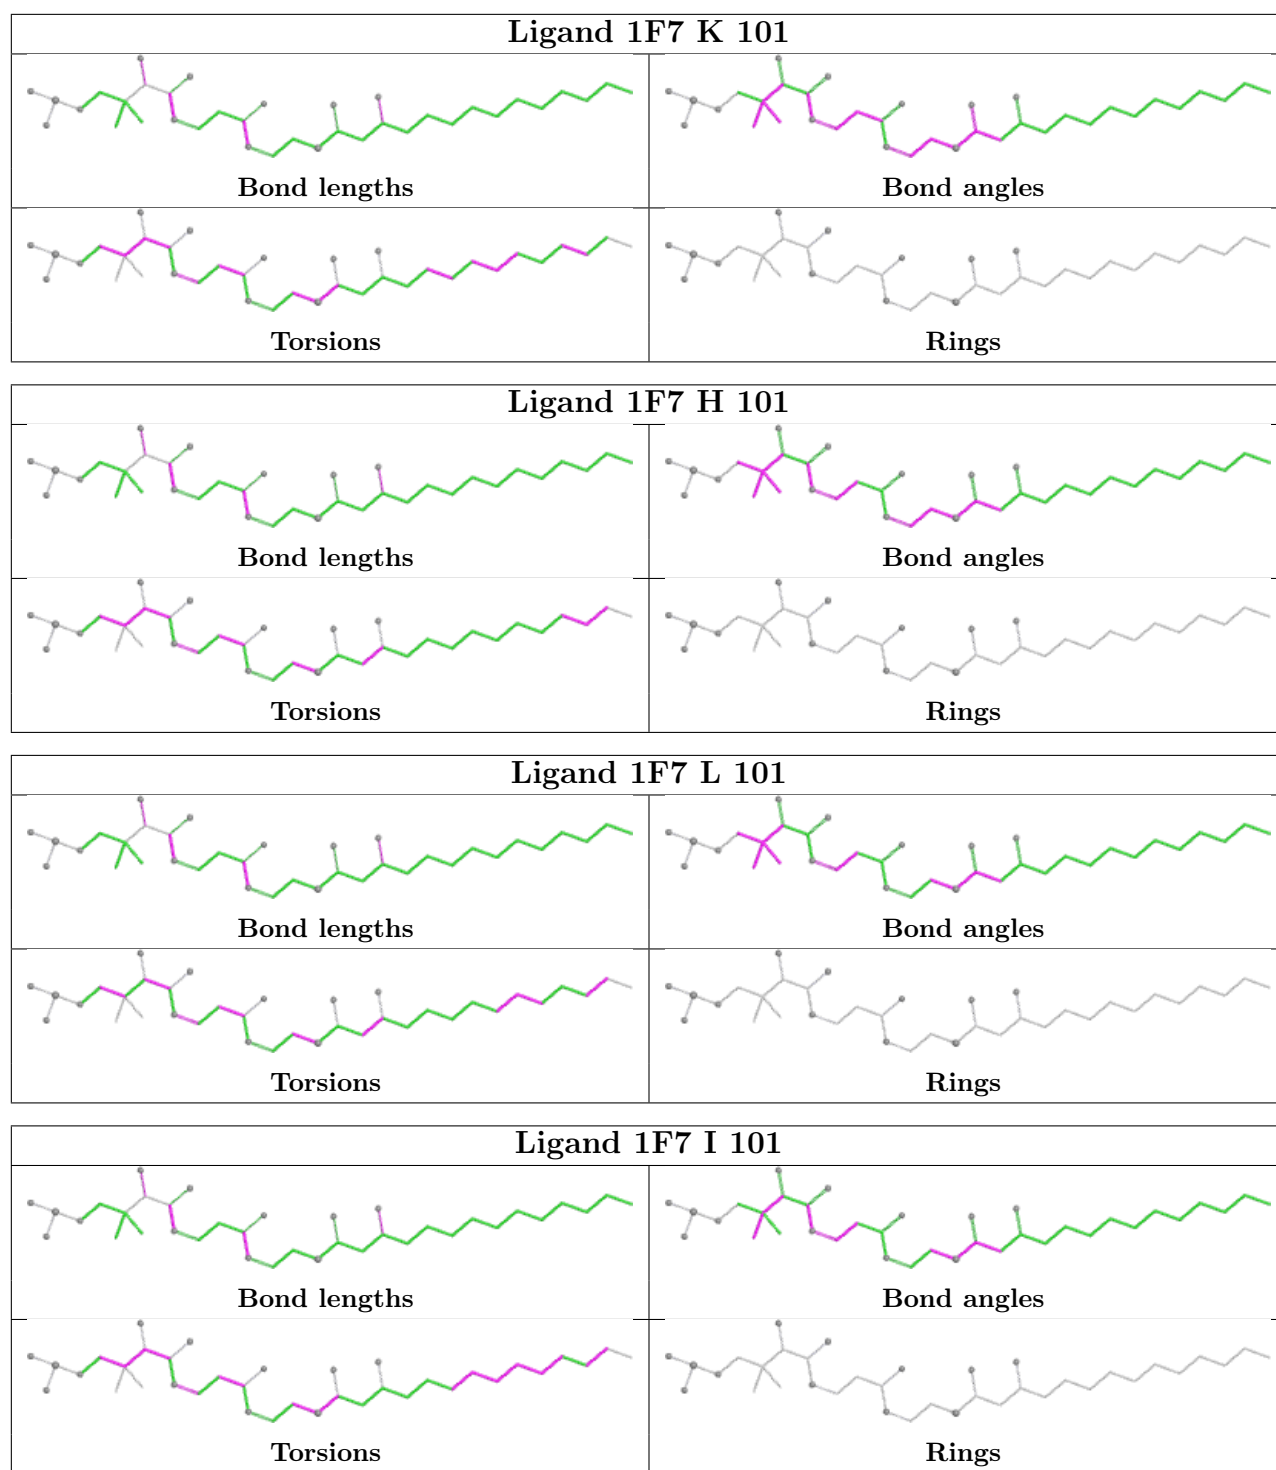 Ligand 1F7 K 101
Bond lengths
Bond angles
Torsions
Rings
Ligand 1F7 H 101
Bond lengths
Bond angles
Torsions
Rings
Ligand 1F7 L 101
Bond lengths
Bond angles
Torsions
Rings
Ligand 1F7 I 101
Bond lengths
Bond angles
Torsions
Rings